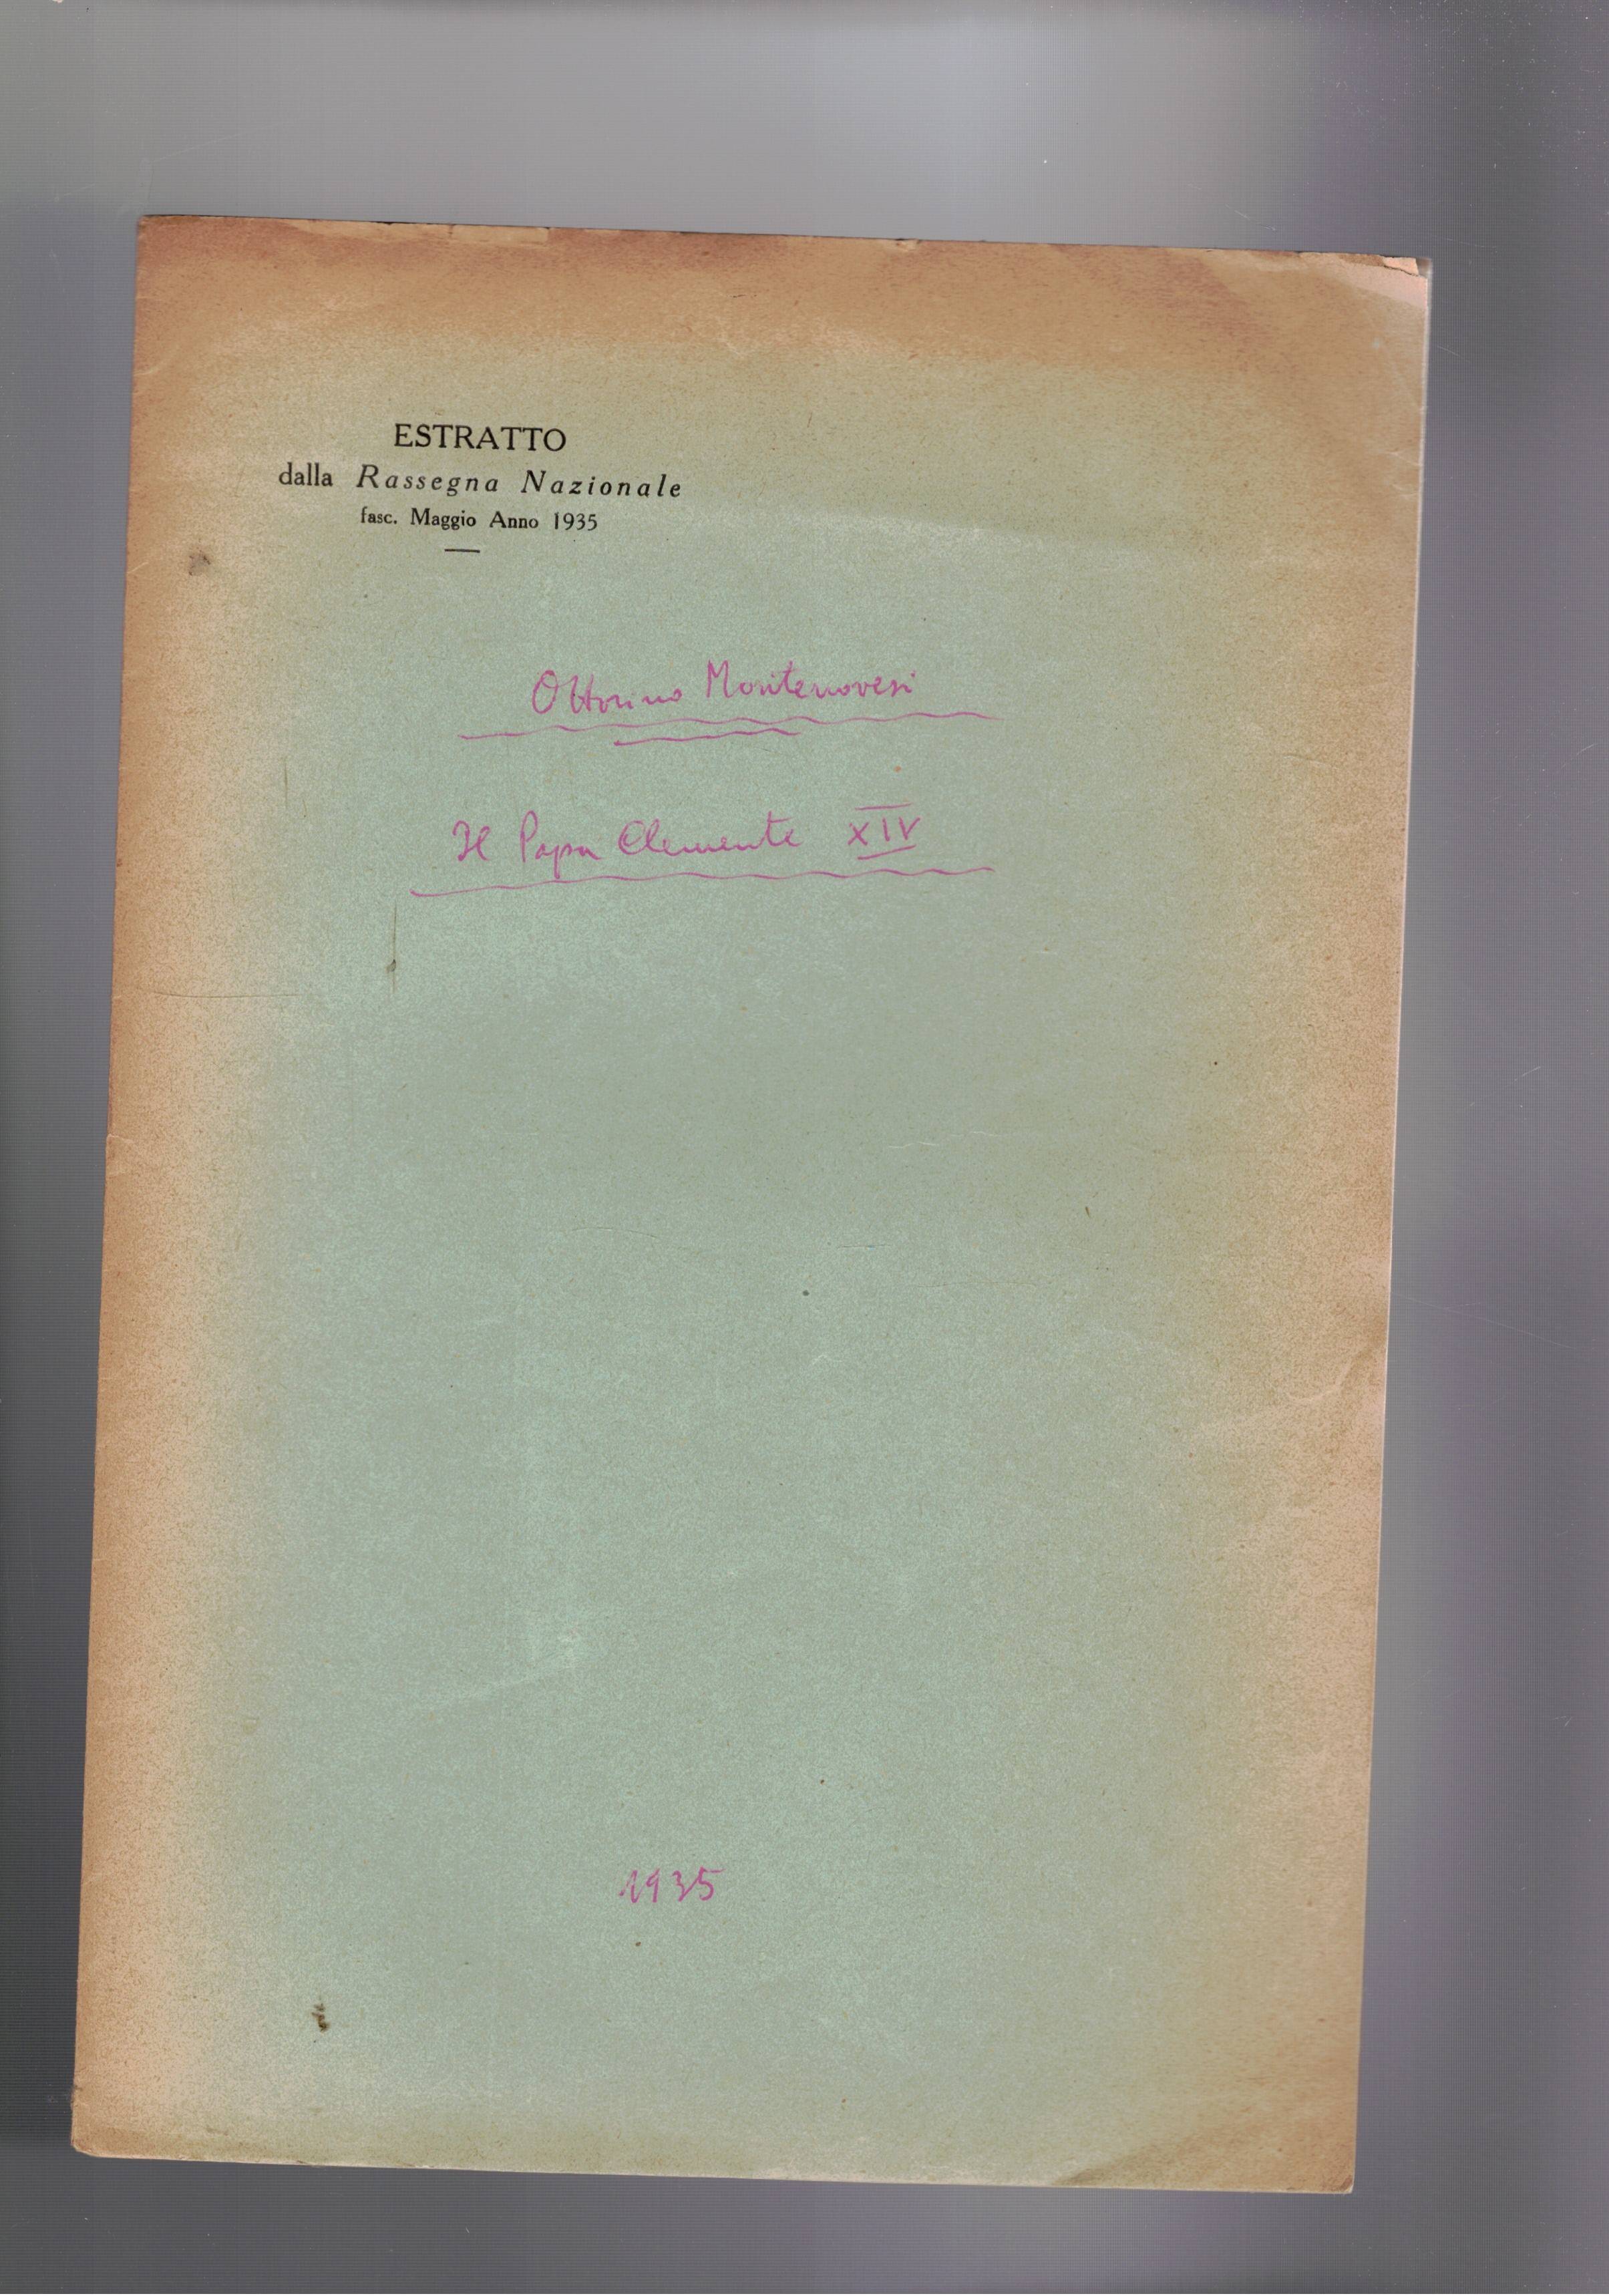 ESTRATTO
dalla Rassegna Nazionale
fasc. Maggio Anno 1935
Ottorino Montenovesi
Il Papa Clemente XIV
1935